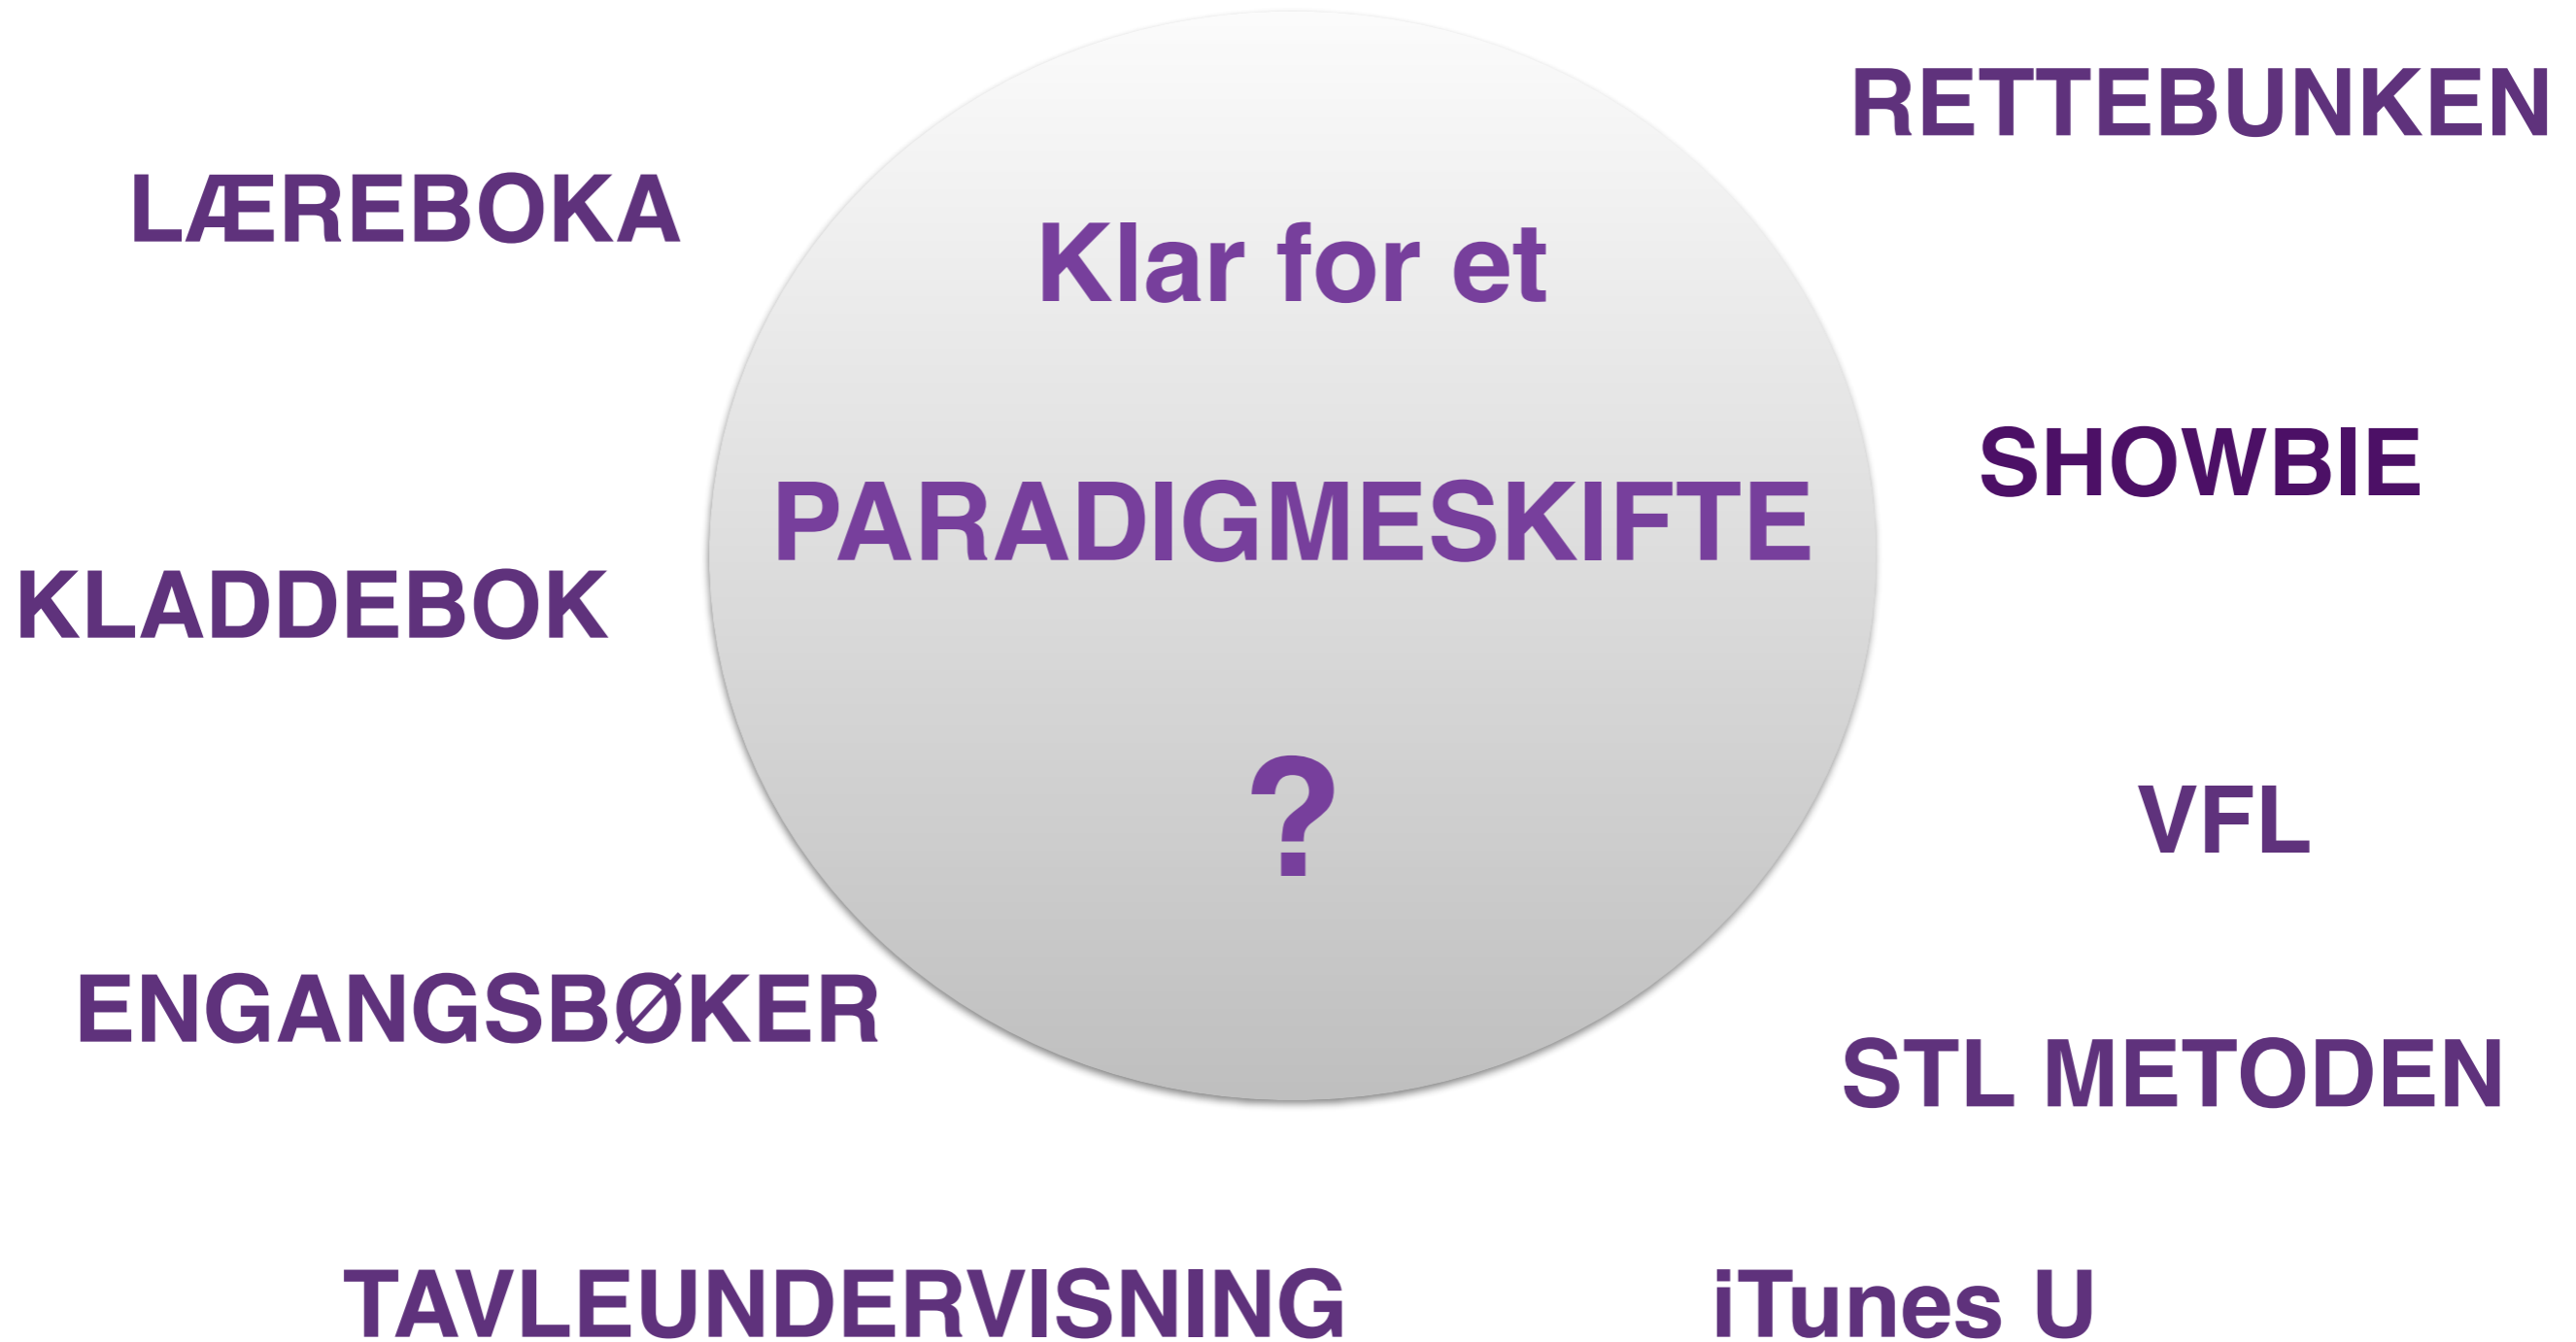 RETTEBUNKEN
LÆREBOKA
Klar for et
SHOWBIE
PARADIGMESKIFTE
KLADDEBOK
?
VFL
ENGANGSBØKER
STL METODEN
TAVLEUNDERVISNING
iTunes U